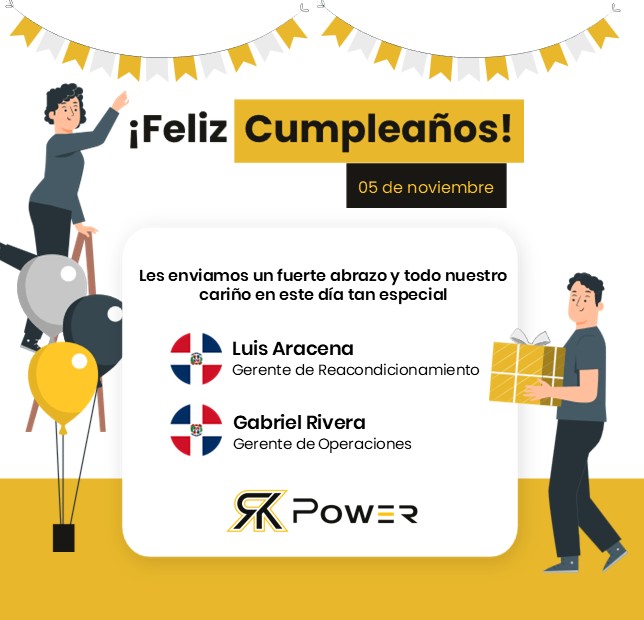 ¡Feliz Cumpleaños!
05 de noviembre
Les enviamos un fuerte abrazo y todo nuestro
cariño en este día tan especial
Luis Aracena
Gerente de Reacondicionamiento
Gabriel Rivera
Gerente de Operaciones
RK Power